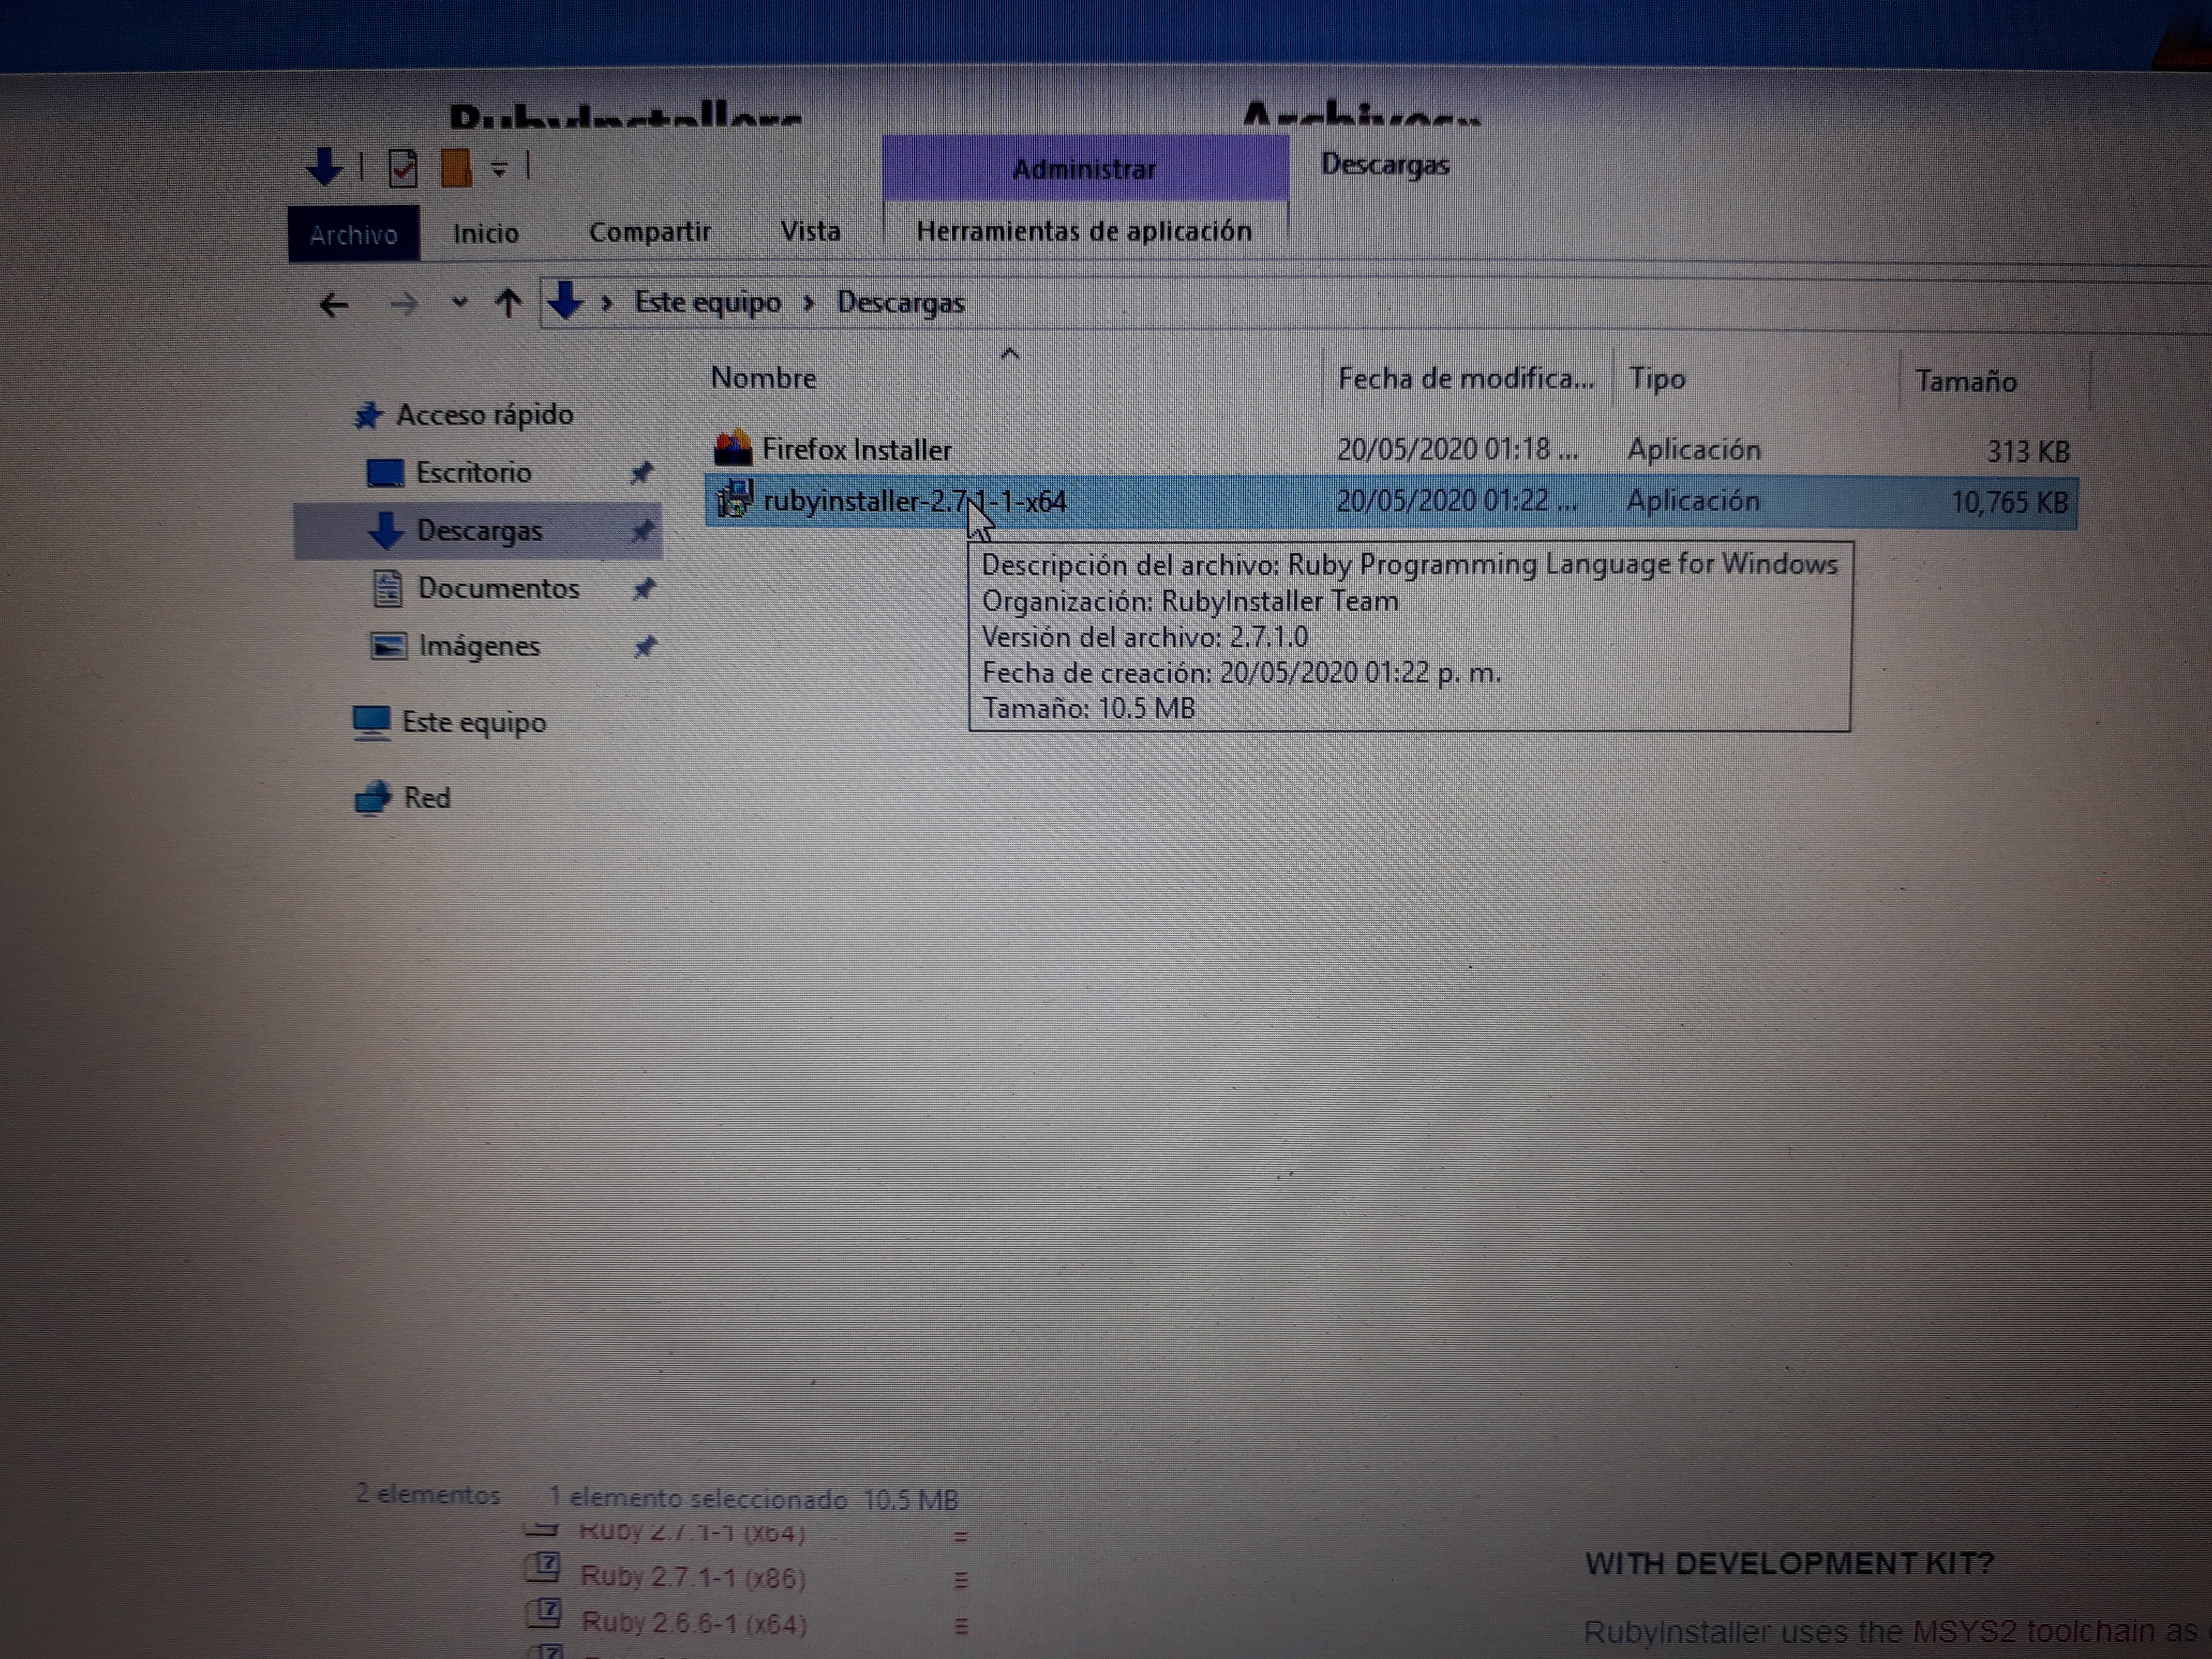 RubyInstallers Archives»
Administrar Descargas
Archivo Inicio Compartir Vista Herramientas de aplicación
Este equipo Descargas
Nombre Fecha de modifica... Tipo Tamaño
Acceso rápido
Firefox Installer 20/05/2020 01:18 ... Aplicación 313 KB
Escritorio
rubyinstaller-2.7.1-1-x64 20/05/2020 01:22 ... Aplicación 10,765 KB
Descargas
Descripción del archivo: Ruby Programming Language for Windows
Organización: RubyInstaller Team
Versión del archivo: 2.7.1.0
Fecha de creación: 20/05/2020 01:22 p. m.
Tamaño: 10.5 MB
Documentos
Imágenes
Este equipo
Red
2 elementos 1 elemento seleccionado 10.5 MB
Ruby 2.7.1-1 (x64)
Ruby 2.7.1-1 (x86)
Ruby 2.6.6-1 (x64)
WITH DEVELOPMENT KIT?
RubyInstaller uses the MSYS2 toolchain as